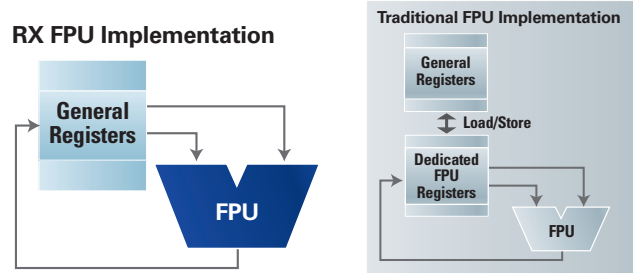 RX FPU Implementation
General
Registers
FPU
Traditional FPU Implementation
General
Registers
Load/Store
Dedicated
FPU
Registers
FPU